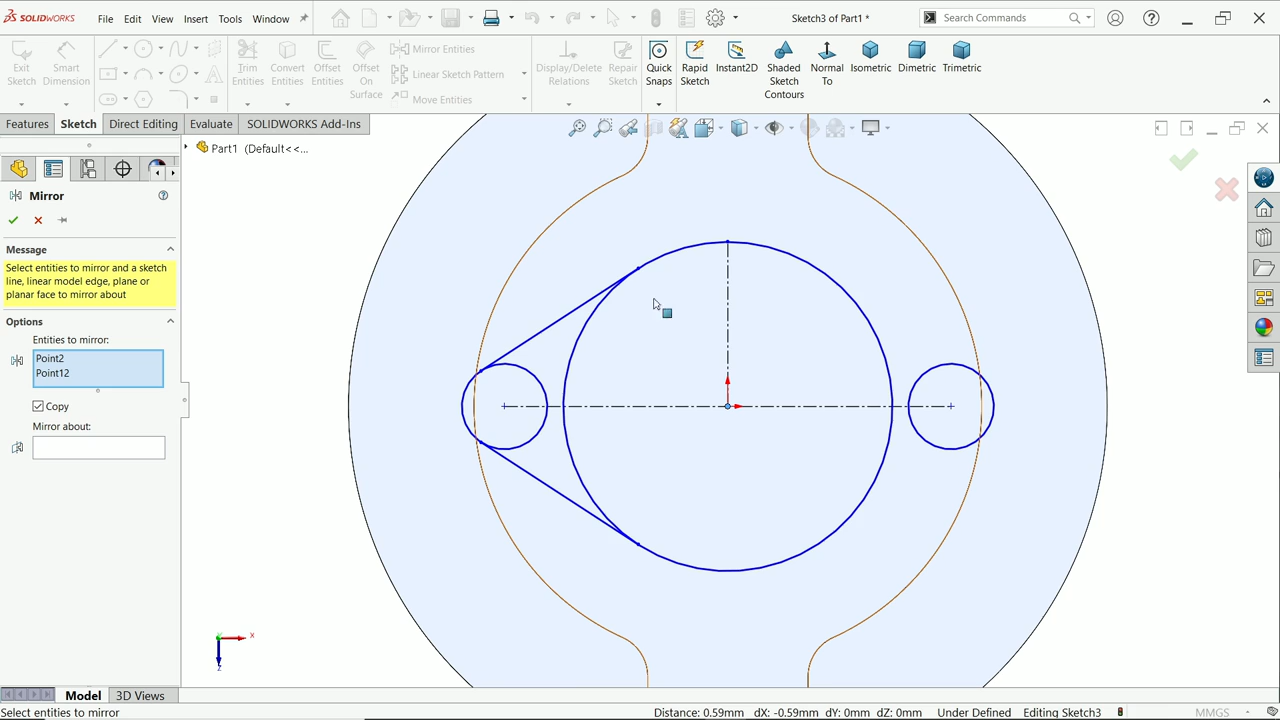 SOLIDWORKS File Edit View Insert Tools Window Sketch3 of Part1 * Search Commands
Exit Sketch Smart Dimension Trim Entities Convert Entities Offset Entities Offset On Surface Mirror Entities Linear Sketch Pattern Move Entities Display/Delete Relations Repair Sketch Quick Snaps Rapid Sketch Instant2D Shaded Sketch Contours Normal To Isometric Dimetric Trimetric
Features Sketch Direct Editing Evaluate SOLIDWORKS Add-Ins
Part1 (Default<<...
Mirror
Message
Select entities to mirror and a sketch
line, linear model edge, plane or
planar face to mirror about
Options
Entities to mirror:
Point2
Point12
Copy
Mirror about:
Y
X
Z
Model 3D Views
Select entities to mirror Distance: 0.59mm dX: -0.59mm dY: 0mm dZ: 0mm Under Defined Editing Sketch3 MMGS